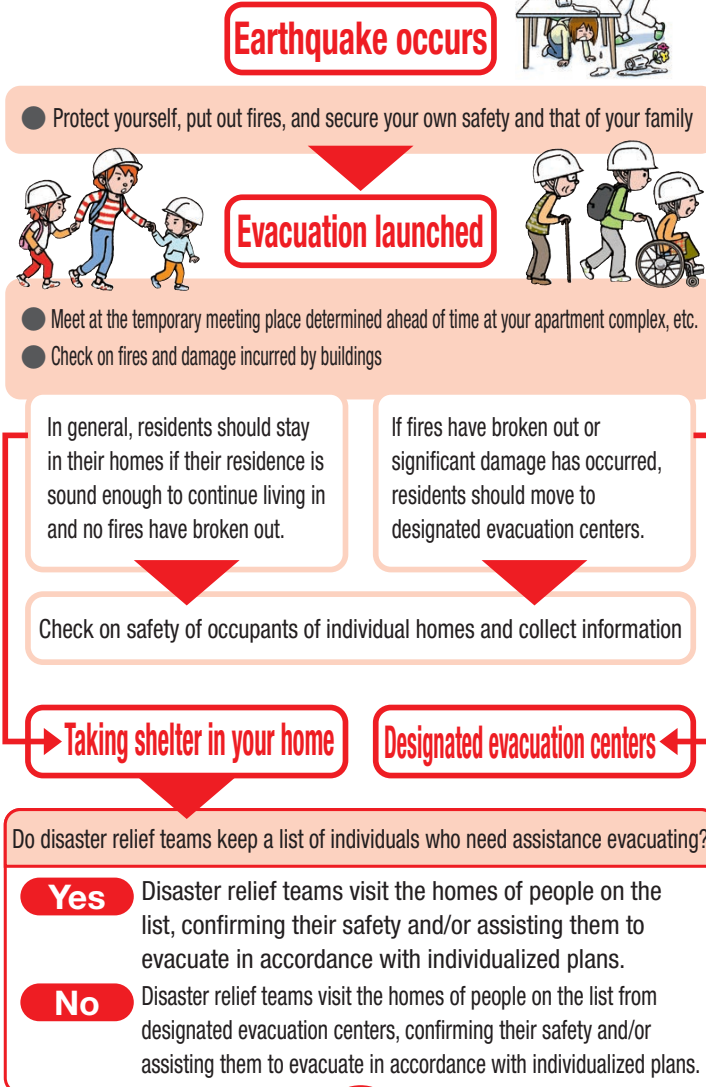 Earthquake occurs
● Protect yourself, put out fires, and secure your own safety and that of your family
Evacuation launched
● Meet at the temporary meeting place determined ahead of time at your apartment complex, etc.
● Check on fires and damage incurred by buildings
In general, residents should stay
in their homes if their residence is
sound enough to continue living in
and no fires have broken out.
If fires have broken out or
significant damage has occurred,
residents should move to
designated evacuation centers.
Check on safety of occupants of individual homes and collect information
Taking shelter in your home
Designated evacuation centers
Do disaster relief teams keep a list of individuals who need assistance evacuating?
Yes
Disaster relief teams visit the homes of people on the
list, confirming their safety and/or assisting them to
evacuate in accordance with individualized plans.
No
Disaster relief teams visit the homes of people on the list from
designated evacuation centers, confirming their safety and/or
assisting them to evacuate in accordance with individualized plans.